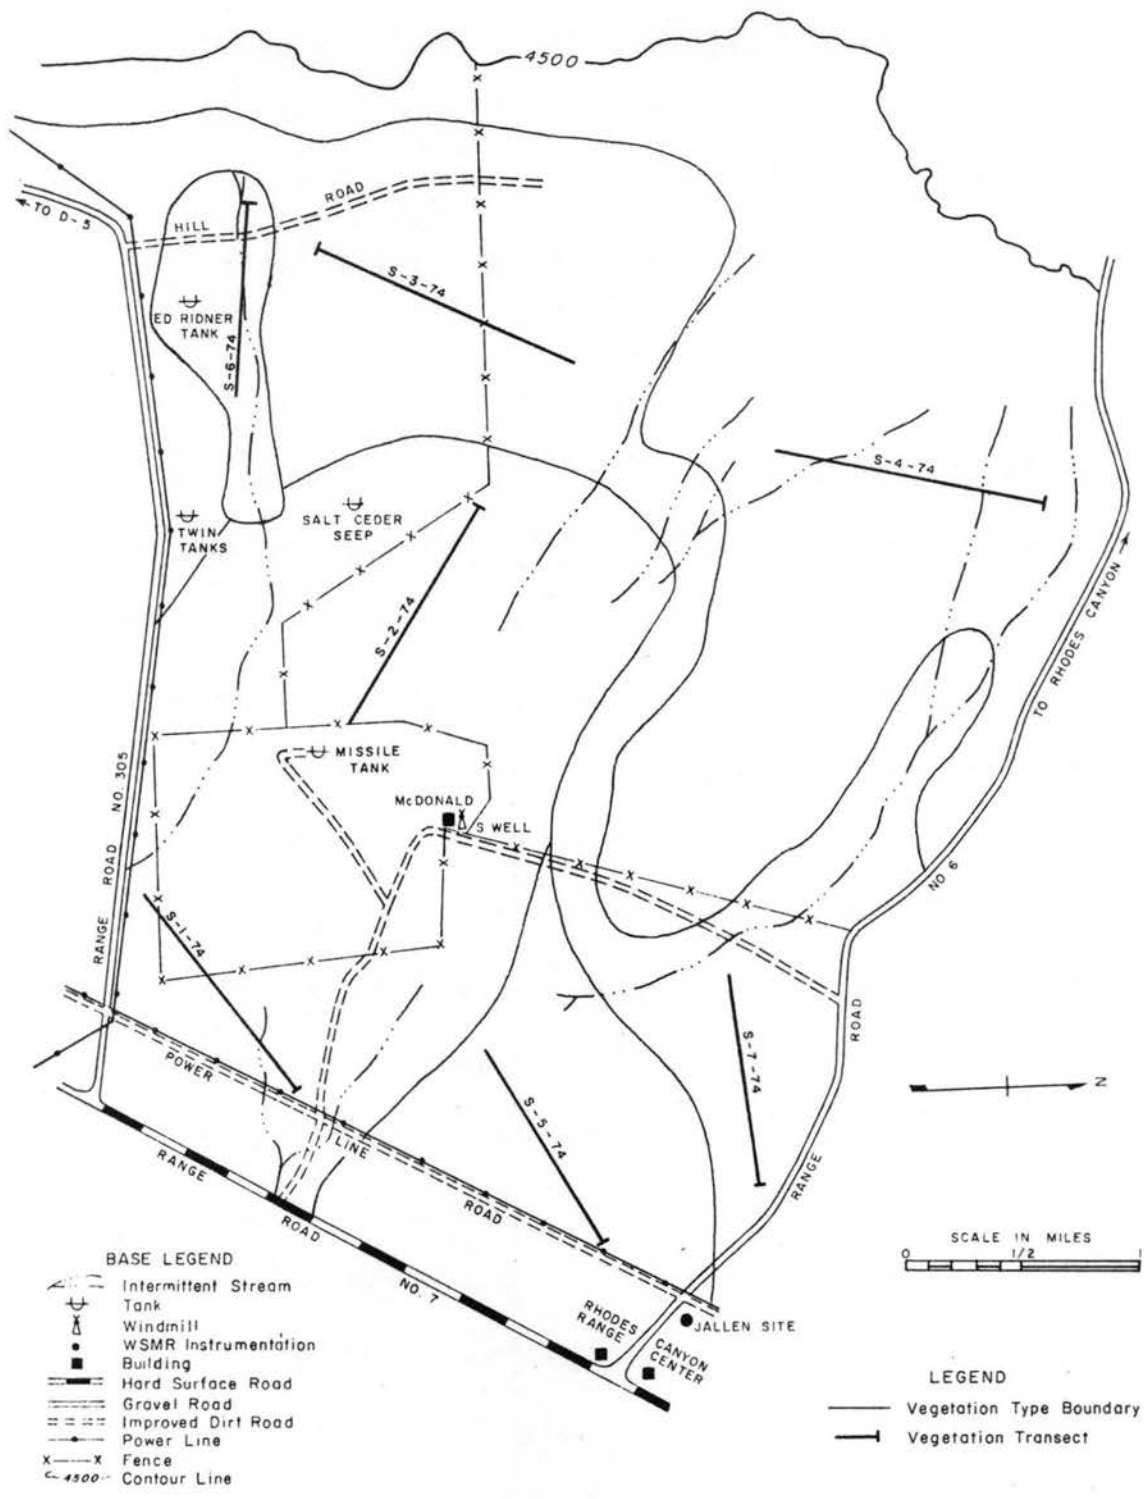 4500
TO D-5
HILL
ROAD
S-3-74
ED RIDNER
TANK
S-6-74
S-4-74
TWIN
TANKS
SALT CEDER
SEEP
S-2-74
TO RHODES CANYON
MISSILE
TANK
McDONALD
S WELL
RANGE ROAD NO. 305
S-1-74
NO 6
ROAD
RANGE
S-7-74
N
POWER
LINE
ROAD
S-5-74
RANGE
ROAD
NO. 7
RHODES
RANGE
CANYON
CENTER
JALLEN SITE
SCALE IN MILES
0 1/2 1
BASE LEGEND
Intermittent Stream
Tank
Windmill
WSMR Instrumentation
Building
Hard Surface Road
Gravel Road
Improved Dirt Road
Power Line
X X Fence
4500 Contour Line
LEGEND
Vegetation Type Boundary
Vegetation Transect